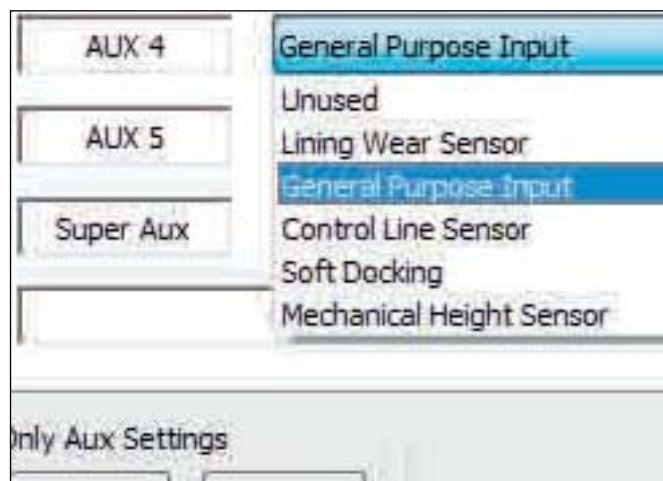 AUX 4 General Purpose Input
Unused
AUX 5 Lining Wear Sensor
General Purpose Input
Super Aux Control Line Sensor
Soft Docking
Mechanical Height Sensor
Only Aux Settings